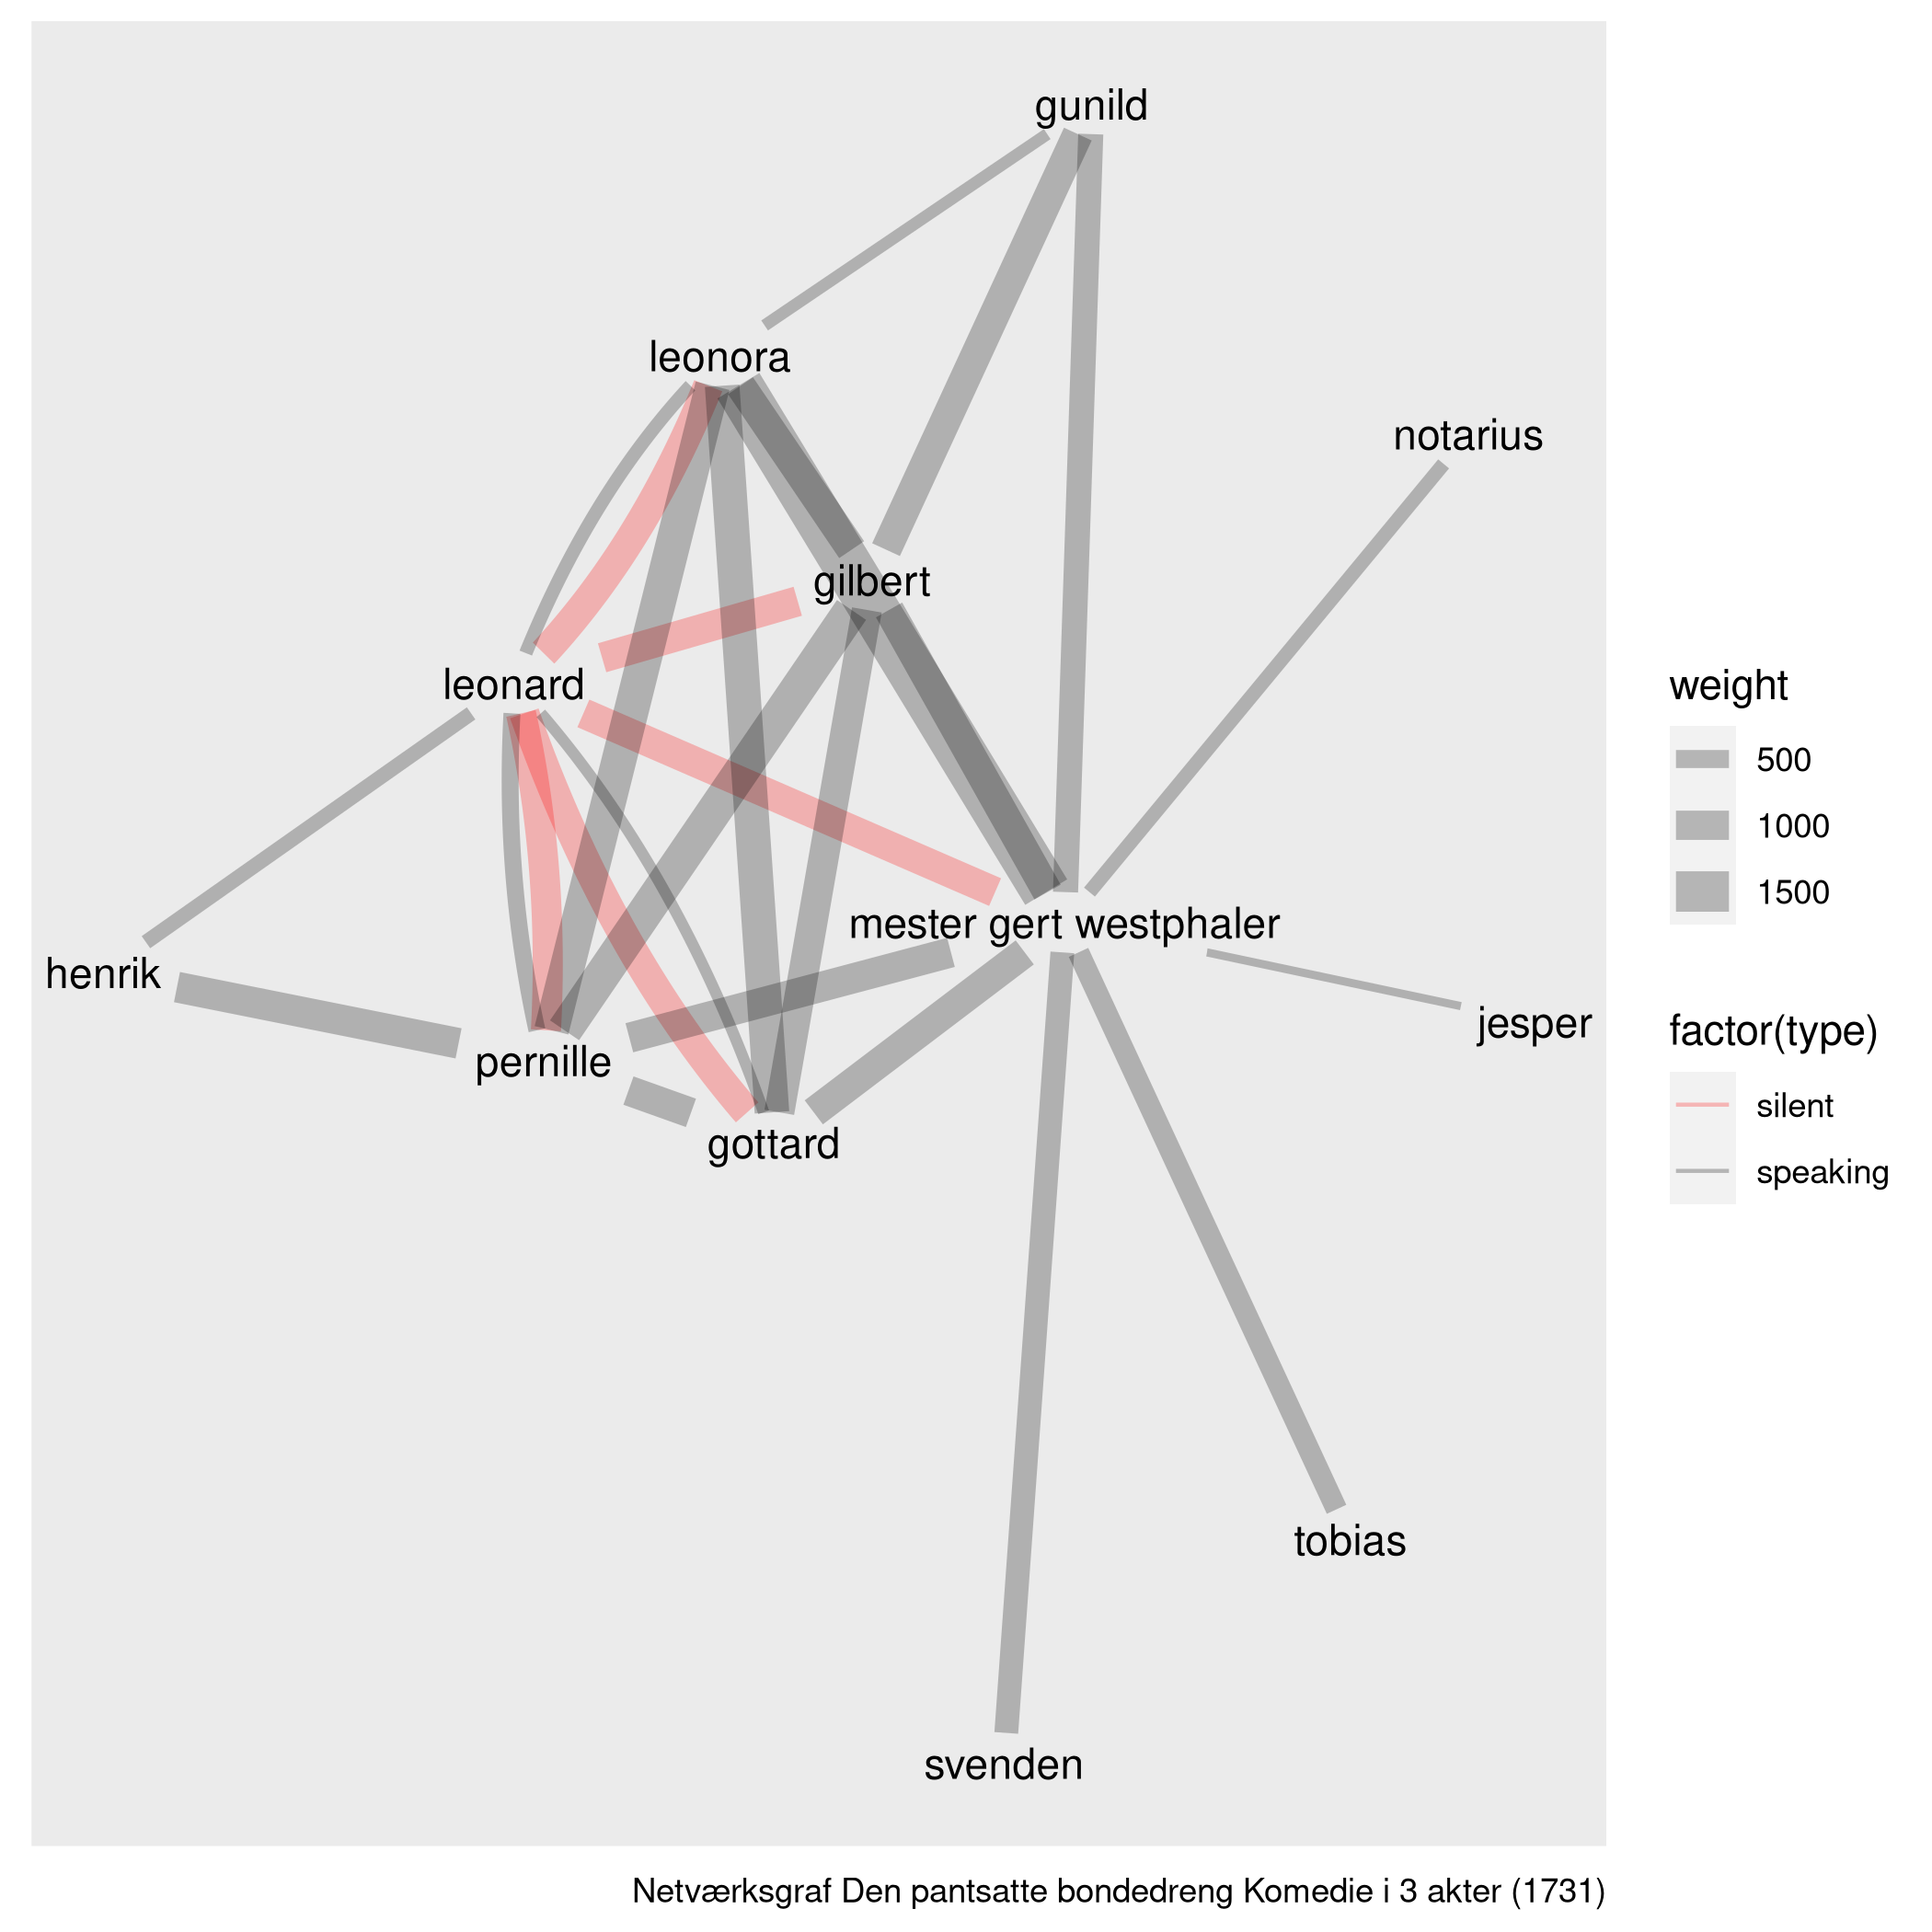 gunild
leonora
notarius
gilbert
leonard
mester gert westphaler
henrik
jesper
pernille
gottard
tobias
svenden
weight
500
1000
1500
factor(type)
silent
speaking
Netværksgraf Den pantsatte bondedreng Komedie i 3 akter (1731)